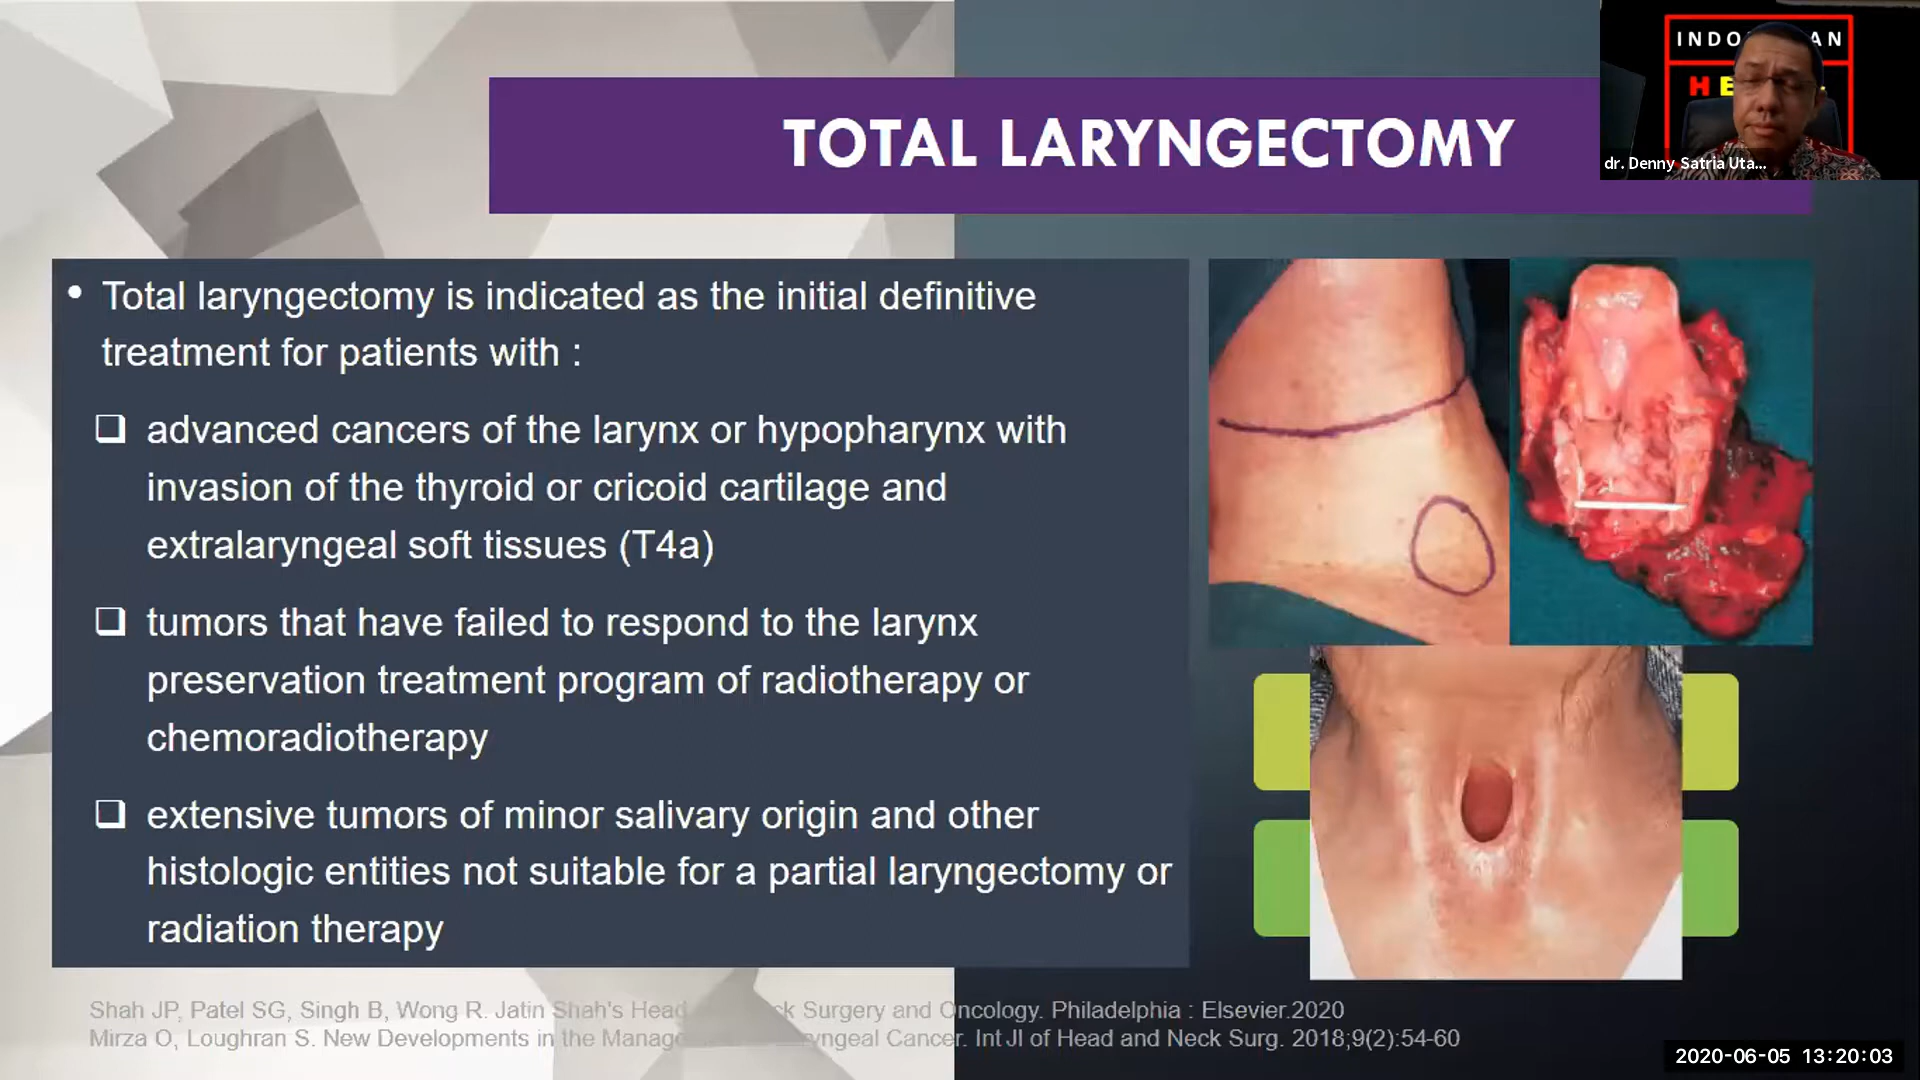 INDO AN
HE
dr. Denny Satria Uta...
TOTAL LARYNGECTOMY
• Total laryngectomy is indicated as the initial definitive
treatment for patients with :
❑ advanced cancers of the larynx or hypopharynx with
invasion of the thyroid or cricoid cartilage and
extralaryngeal soft tissues (T4a)
❑ tumors that have failed to respond to the larynx
preservation treatment program of radiotherapy or
chemoradiotherapy
❑ extensive tumors of minor salivary origin and other
histologic entities not suitable for a partial laryngectomy or
radiation therapy
Shah JP, Patel SG, Singh B, Wong R. Jatin Shah's Head ck Surgery and Oncology. Philadelphia : Elsevier.2020
Mirza O, Loughran S. New Developments in the Manag yngeal Cancer. Int Jl of Head and Neck Surg. 2018;9(2):54-60
2020-06-05 13:20:03